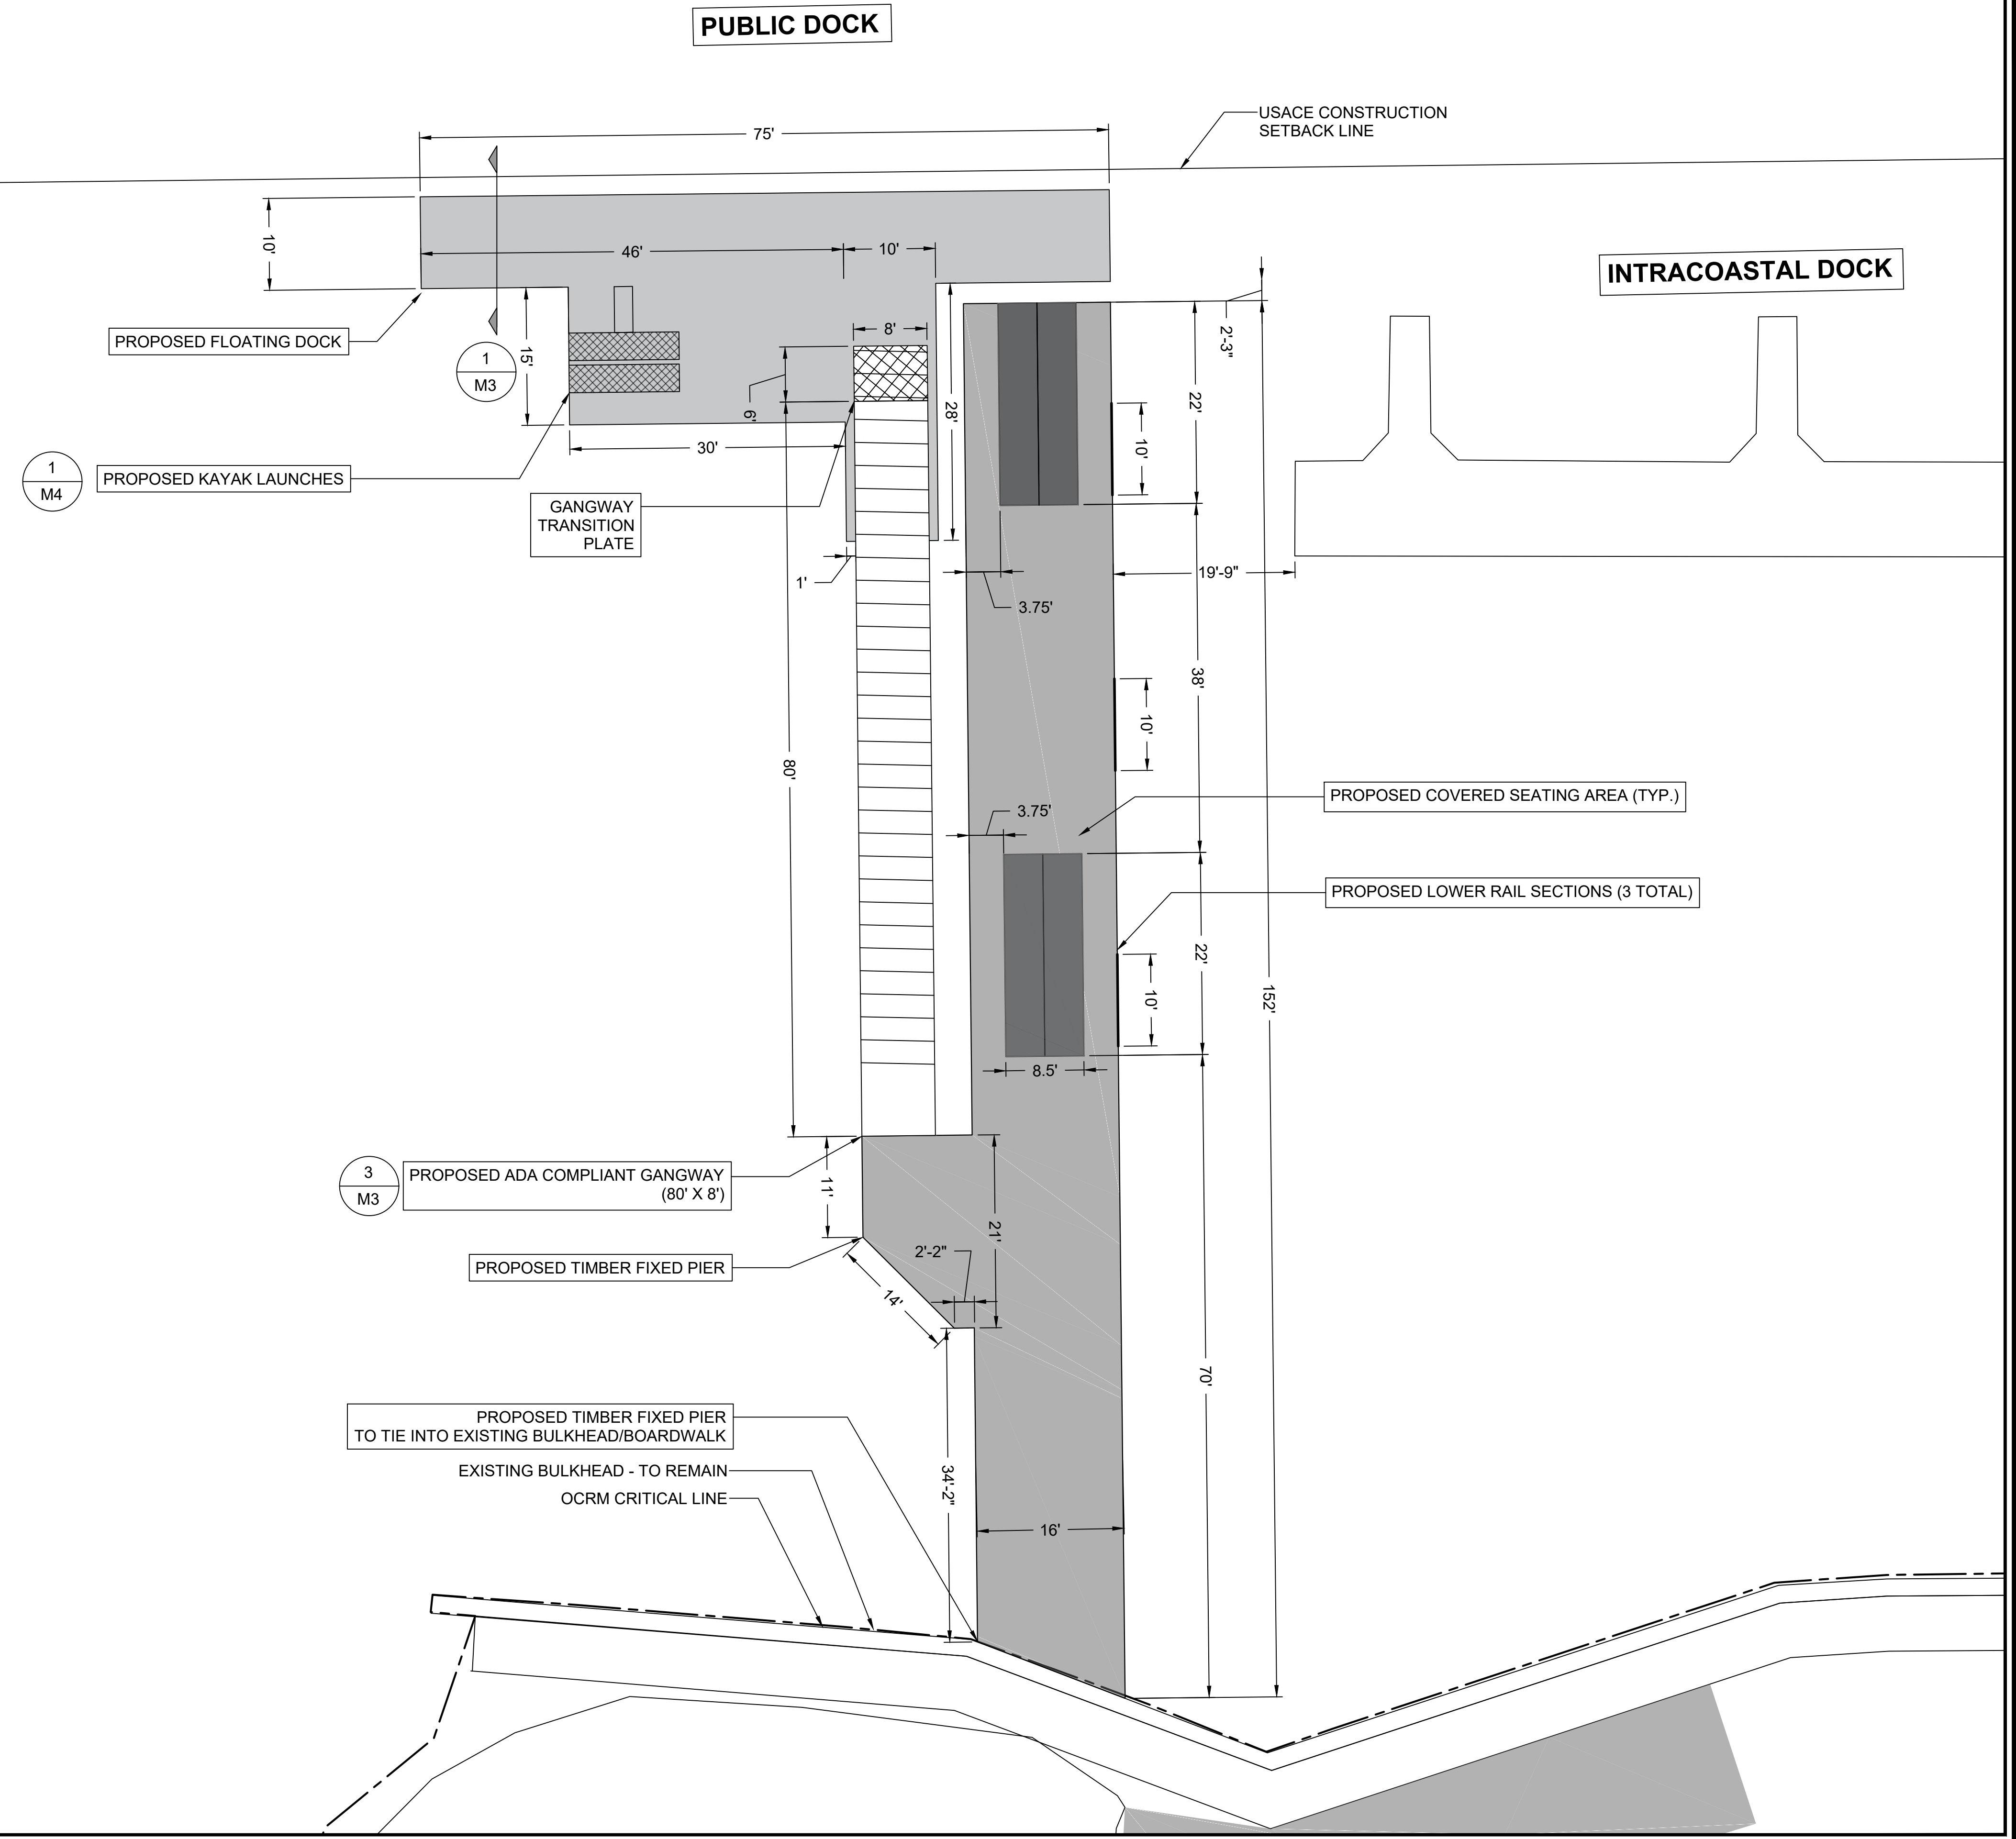 PUBLIC DOCK
USACE CONSTRUCTION
SETBACK LINE
75'
10'
46'
10'
INTRACOASTAL DOCK
PROPOSED FLOATING DOCK
1
M3
15'
8'
6'
28'
2'-3"
22'
10'
30'
1
M4
PROPOSED KAYAK LAUNCHES
GANGWAY
TRANSITION
PLATE
1'
19'-9"
3.75'
38'
10'
80'
3.75'
PROPOSED COVERED SEATING AREA (TYP.)
PROPOSED LOWER RAIL SECTIONS (3 TOTAL)
22'
10'
152'
8.5'
3
M3
PROPOSED ADA COMPLIANT GANGWAY
(80' X 8')
11'
21'
2'-2"
PROPOSED TIMBER FIXED PIER
14'
70'
PROPOSED TIMBER FIXED PIER
TO TIE INTO EXISTING BULKHEAD/BOARDWALK
EXISTING BULKHEAD - TO REMAIN
OCRM CRITICAL LINE
34'-2"
16'